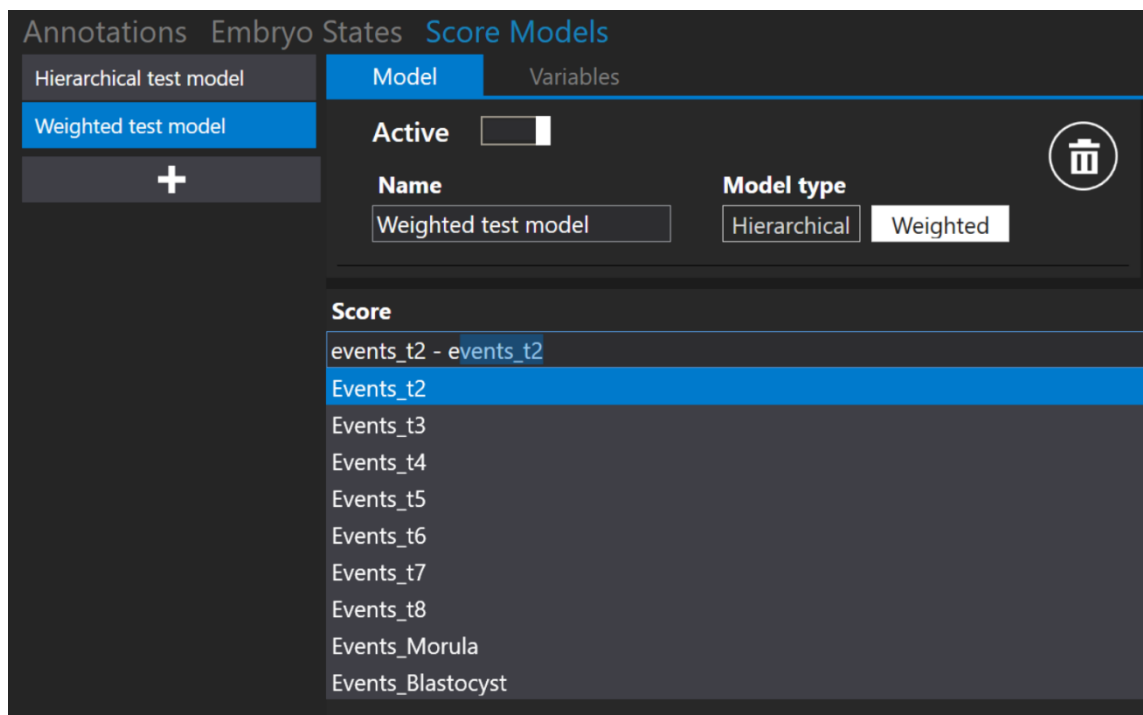 Annotations Embryo States Score Models
Hierarchical test model
Weighted test model
Model Variables
Active
Name Model type
Weighted test model Hierarchical Weighted
Score
events_t2 - events_t2
Events_t2
Events_t3
Events_t4
Events_t5
Events_t6
Events_t7
Events_t8
Events_Morula
Events_Blastocyst